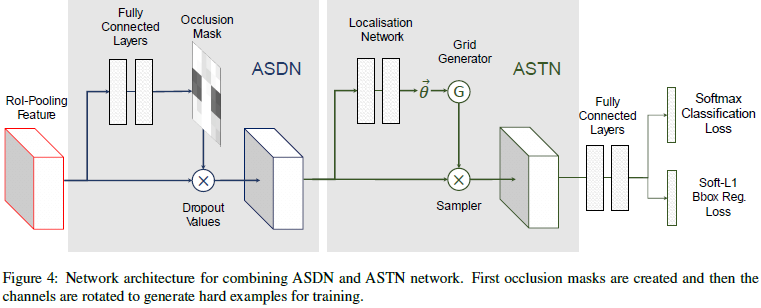 RoI-Pooling
Feature
Fully
Connected
Layers
Occlusion
Mask
ASDN
Dropout
Values
Localisation
Network
θ
Grid
Generator
G
ASTN
Sampler
Fully
Connected
Layers
Softmax
Classification
Loss
Soft-L1
Bbox Reg.
Loss
Figure 4: Network architecture for combining ASDN and ASTN network. First occlusion masks are created and then the
channels are rotated to generate hard examples for training.